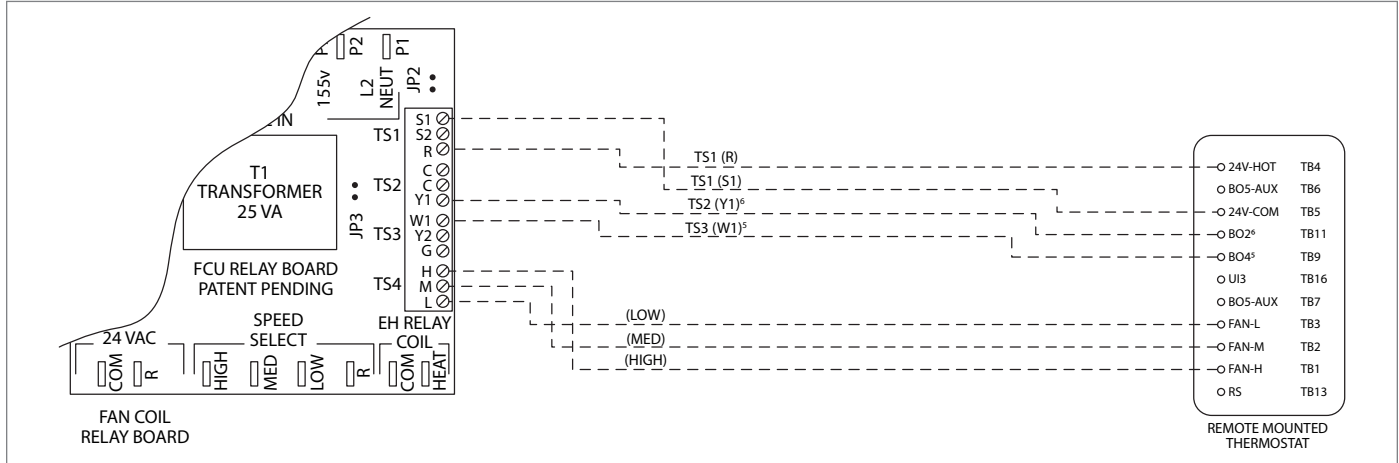 P2
P1
155v
L2
NEUT
JP2
IN
TS1
S1
S2
R
T1
TRANSFORMER
25 VA
JP3
TS2
C
C
Y1
TS3
W1
Y2
G
FCU RELAY BOARD
PATENT PENDING
TS4
H
M
L
24 VAC
SPEED
SELECT
EH RELAY
COIL
COM
R
HIGH
MED
LOW
R
COM
HEAT
FAN COIL
RELAY BOARD
TS1 (R)
TS1 (S1)
TS2 (Y1)⁶
TS3 (W1)⁵
(LOW)
(MED)
(HIGH)
24V-HOT TB4
BO5-AUX TB6
24V-COM TB5
BO2⁶ TB11
BO4⁵ TB9
UI3 TB16
BO5-AUX TB7
FAN-L TB3
FAN-M TB2
FAN-H TB1
RS TB13
REMOTE MOUNTED
THERMOSTAT